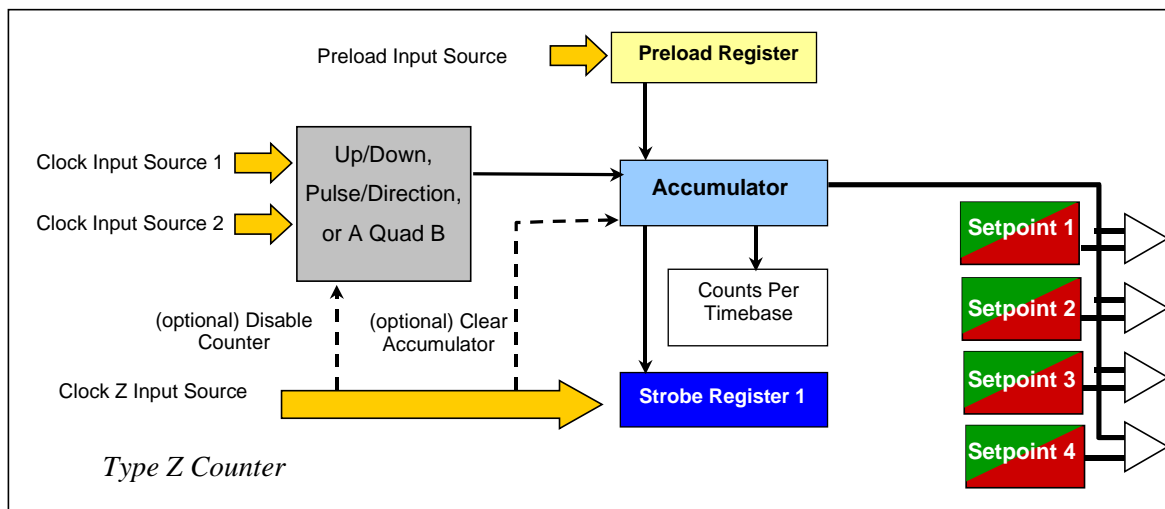 Preload Input Source
Preload Register
Clock Input Source 1
Clock Input Source 2
Up/Down,
Pulse/Direction,
or A Quad B
Accumulator
Setpoint 1
Setpoint 2
Setpoint 3
Setpoint 4
Counts Per
Timebase
(optional) Disable
Counter
(optional) Clear
Accumulator
Clock Z Input Source
Strobe Register 1
Type Z Counter